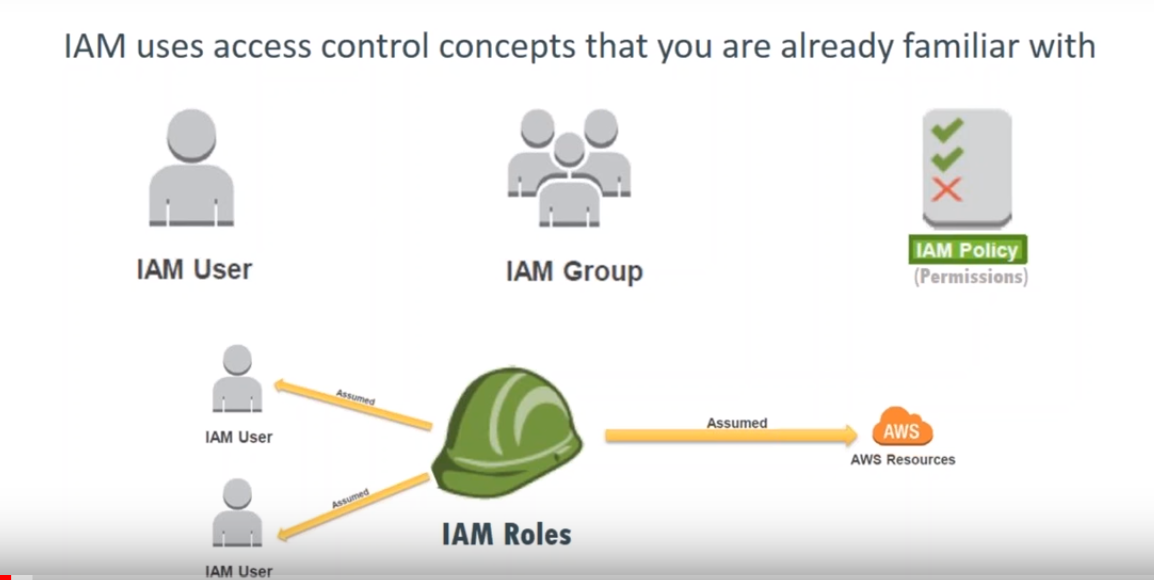 IAM uses access control concepts that you are already familiar with
IAM User
IAM Group
IAM Policy
(Permissions)
Assumed
IAM User
Assumed
AWS
AWS Resources
Assumed
IAM Roles
IAM User